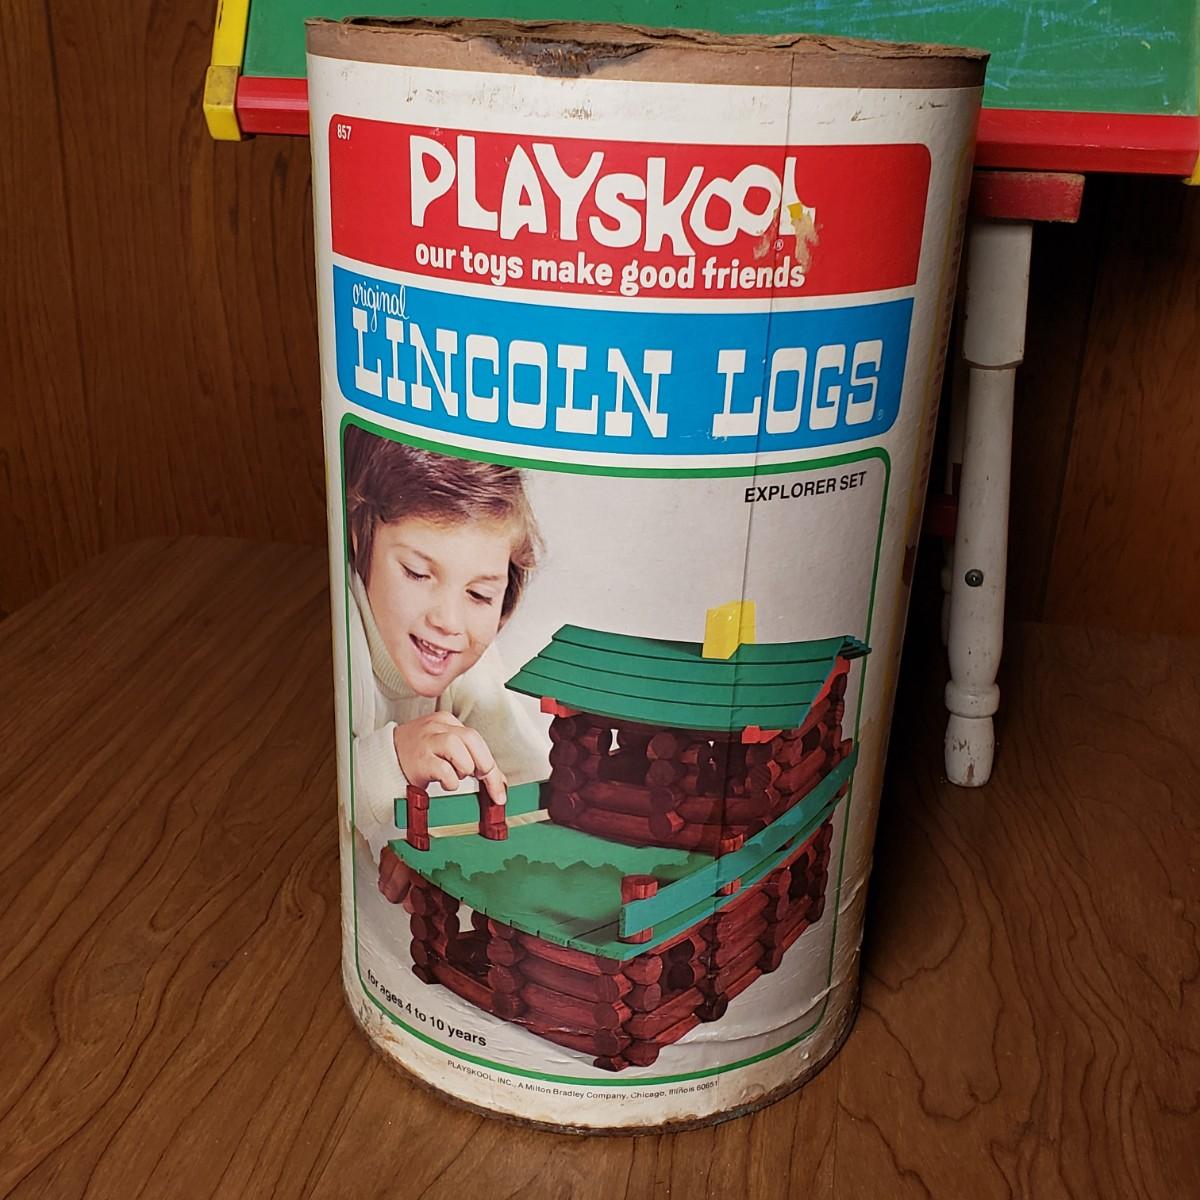 857
PLAYSKOOL®
our toys make good friends
original
LINCOLN LOGS®
EXPLORER SET
for ages 4 to 10 years
PLAYSKOOL, INC., A Milton Bradley Company, Chicago, Illinois 60651